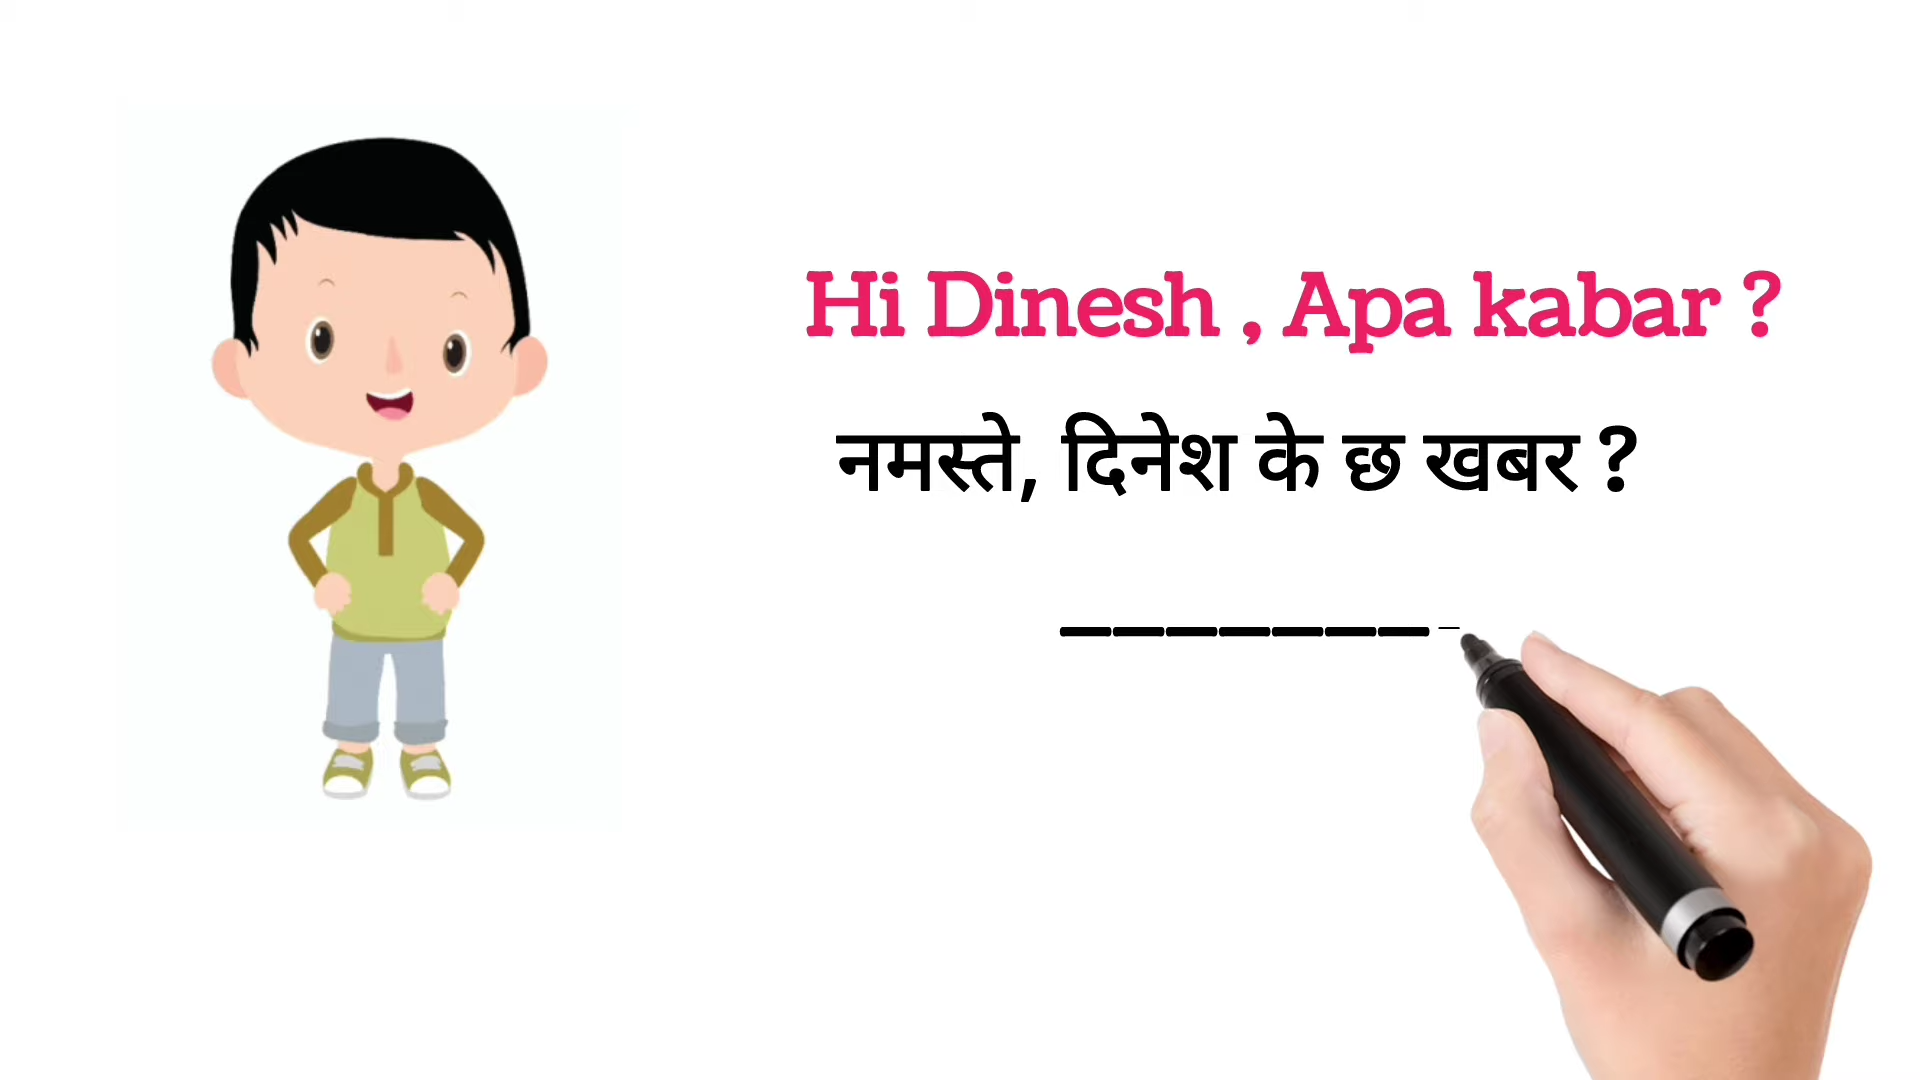 Hi Dinesh , Apa kabar ?
नमस्ते, दिनेश के छ खबर ?